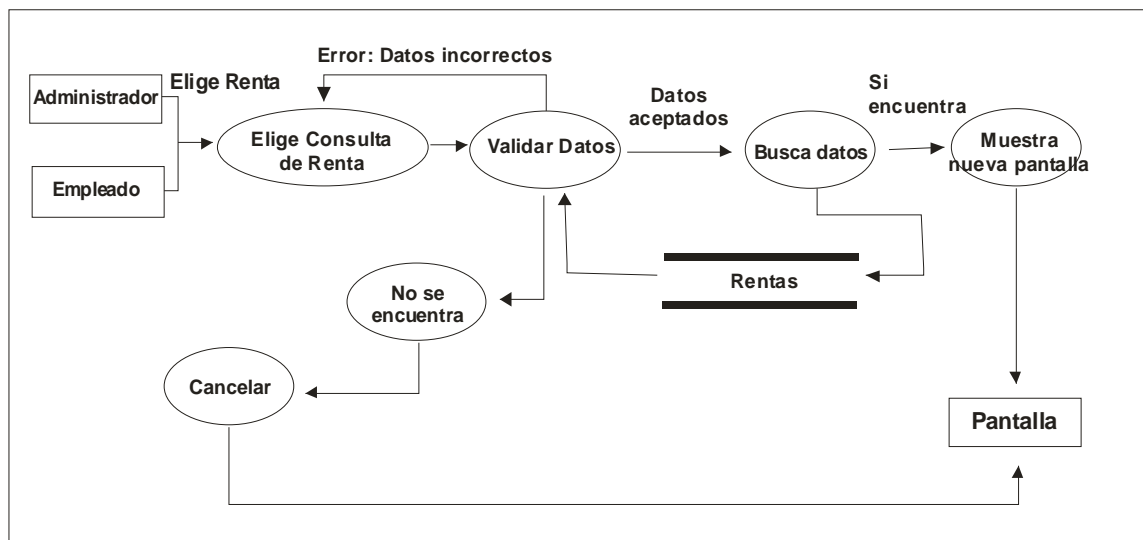 Error: Datos incorrectos
Administrador
Elige Renta
Empleado
Elige Consulta
de Renta
Validar Datos
Datos
aceptados
Busca datos
Si
encuentra
Muestra
nueva pantalla
Rentas
No se
encuentra
Cancelar
Pantalla